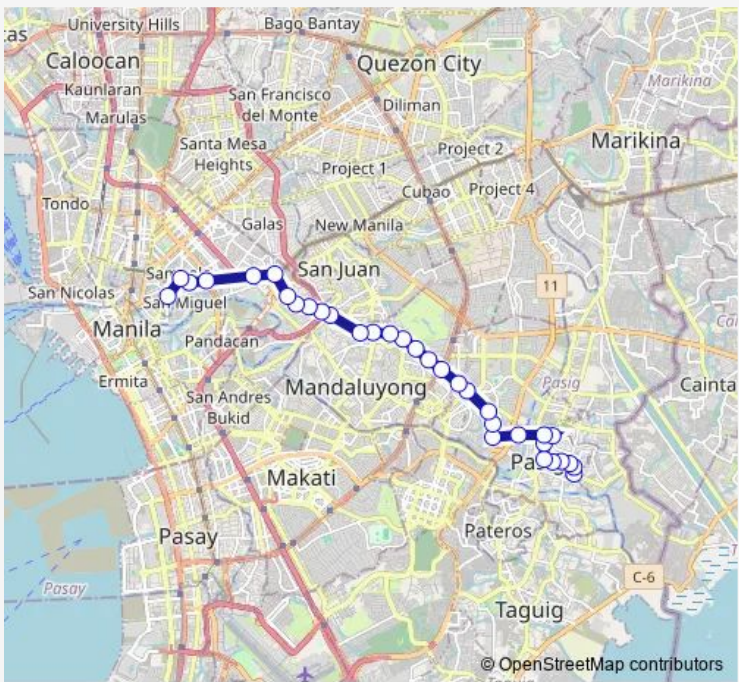 University Hills
Bago Bantay
Caloocan
Quezon City
Kaunlaran
Marulas
San Francisco
del Monte
Diliman
Marikina
Santa Mesa
Heights
Project 2
Marikina
Project 1
Cubao
Project 4
Tondo
Galas
New Manila
San Juan
San Nicolas
San Miguel
11
Manila
Pandacan
Ermita
San Andres
Bukid
Mandaluyong
Pasig
Cainta
Makati
Pasay
Pateros
Pasay
C-6
Taguig
© OpenStreetMap contributors